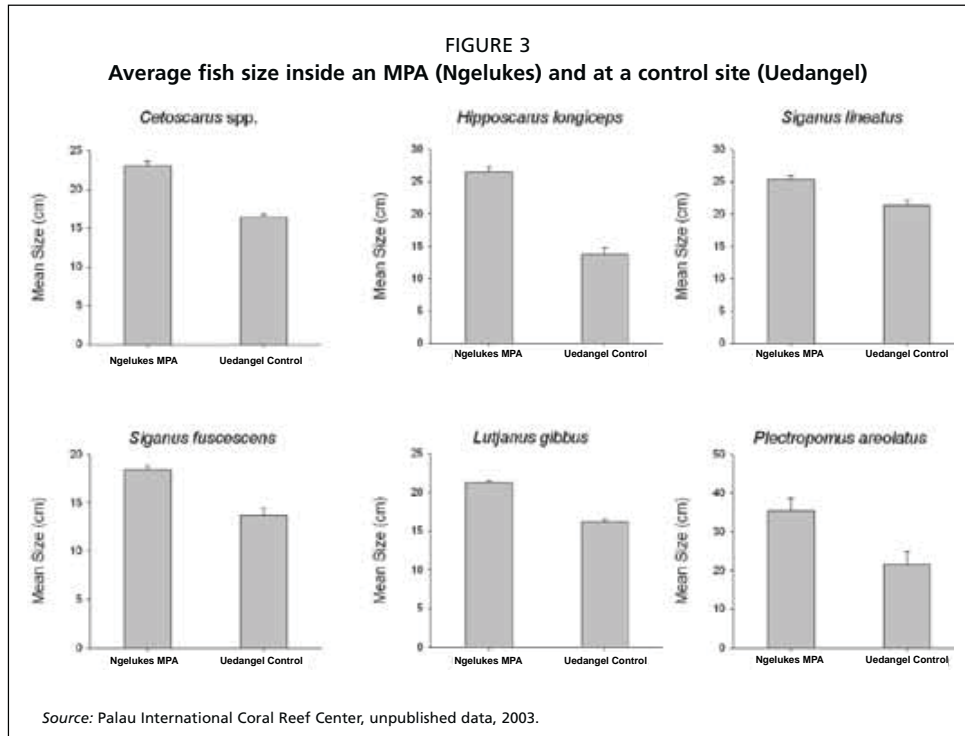 FIGURE 3
Average fish size inside an MPA (Ngelukes) and at a control site (Uedangel)
Cetoscarus spp.
Mean Size (cm)
25
20
15
10
5
0
Ngelukes MPA Uedangel Control
Hipposcarus longiceps
Mean Size (cm)
30
25
20
15
10
5
0
Ngelukes MPA Uedangel Control
Siganus lineatus
Mean Size (cm)
30
25
20
15
10
5
0
Ngelukes MPA Uedangel Control
Siganus fuscescens
Mean Size (cm)
20
15
10
5
0
Ngelukes MPA Uedangel Control
Lutjanus gibbus
Mean Size (cm)
25
20
15
10
5
0
Ngelukes MPA Uedangel Control
Plectropomus areolatus
Mean Size (cm)
50
40
30
20
10
0
Ngelukes MPA Uedangel Control
Source: Palau International Coral Reef Center, unpublished data, 2003.